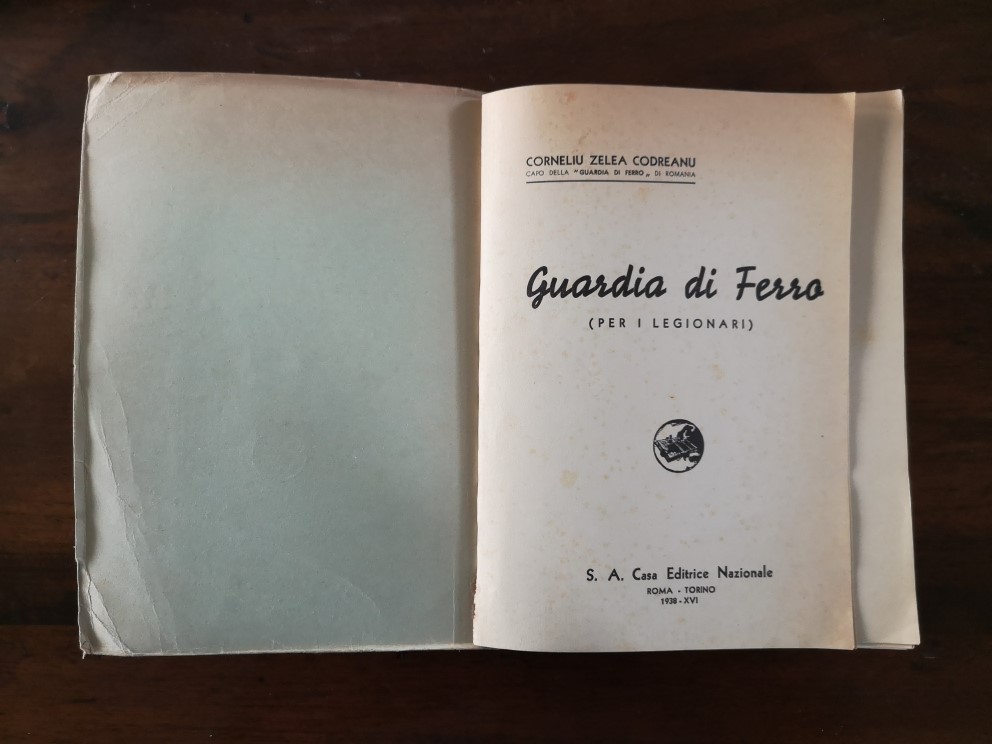 CORNELIU ZELEA CODREANU
CAPO DELLA "GUARDIA DI FERRO„ DI ROMANIA
Guardia di Ferro
(PER I LEGIONARI)
S. A. Casa Editrice Nazionale
ROMA - TORINO
1938 - XVI